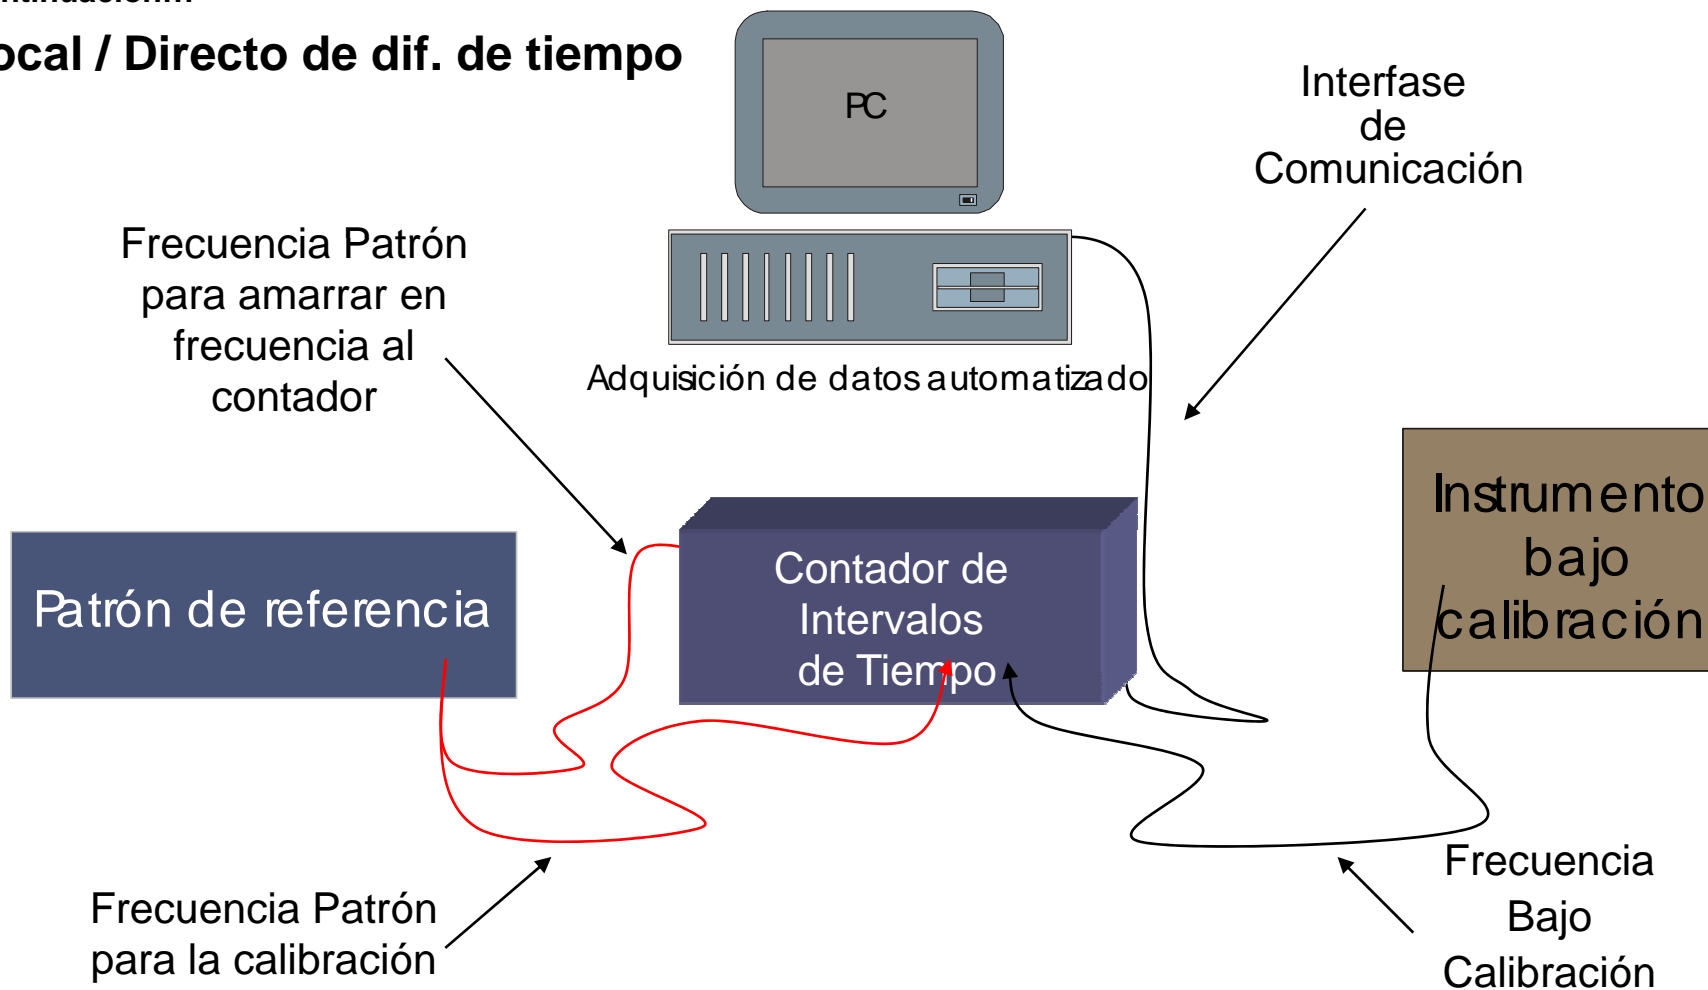 ocal / Directo de dif. de tiempo
PC
Interfase
de
Comunicación
Frecuencia Patrón
para amarrar en
frecuencia al
contador
Adquisición de datos automatizado
Patrón de referencia
Contador de
Intervalos
de Tiempo
Instrumento
bajo
calibración
Frecuencia Patrón
para la calibración
Frecuencia
Bajo
Calibración